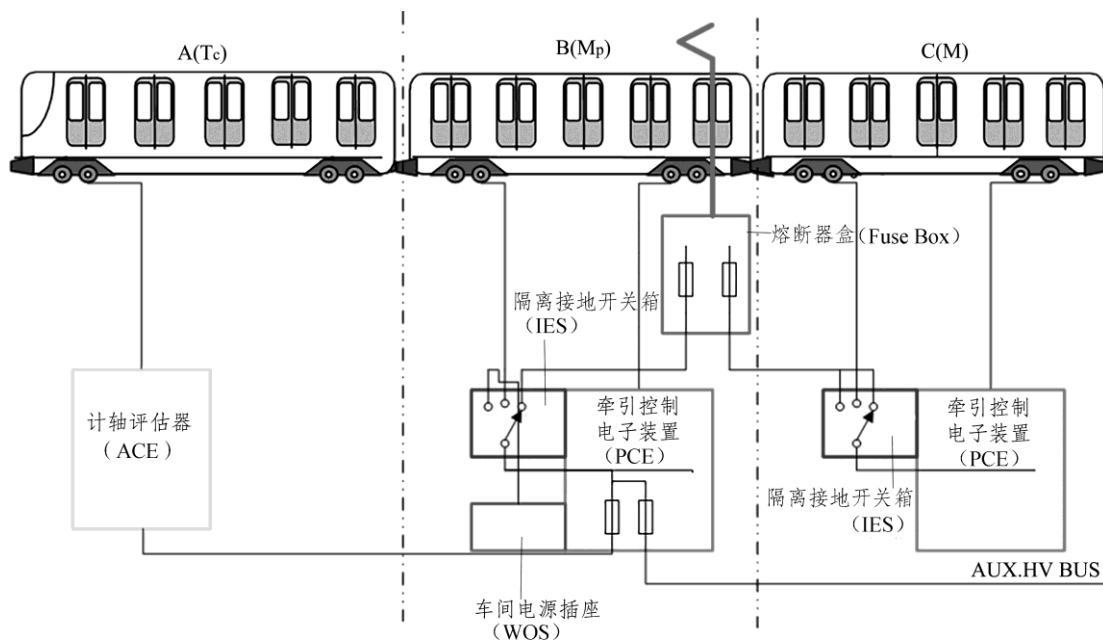 A(Tc)
B(Mp)
C(M)
熔断器盒(Fuse Box)
隔离接地开关箱
(IES)
计轴评估器
(ACE)
牵引控制
电子装置
(PCE)
牵引控制
电子装置
(PCE)
隔离接地开关箱
(IES)
AUX.HV BUS
车间电源插座
(WOS)